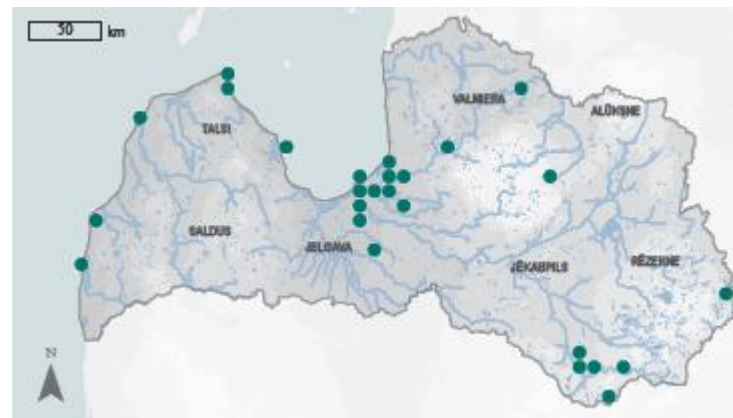 50 km
VALMIERA
ALŪKSNE
TALSI
SALDUS
JELGAVA
JĒKABPILS
RĒZEKNE
N